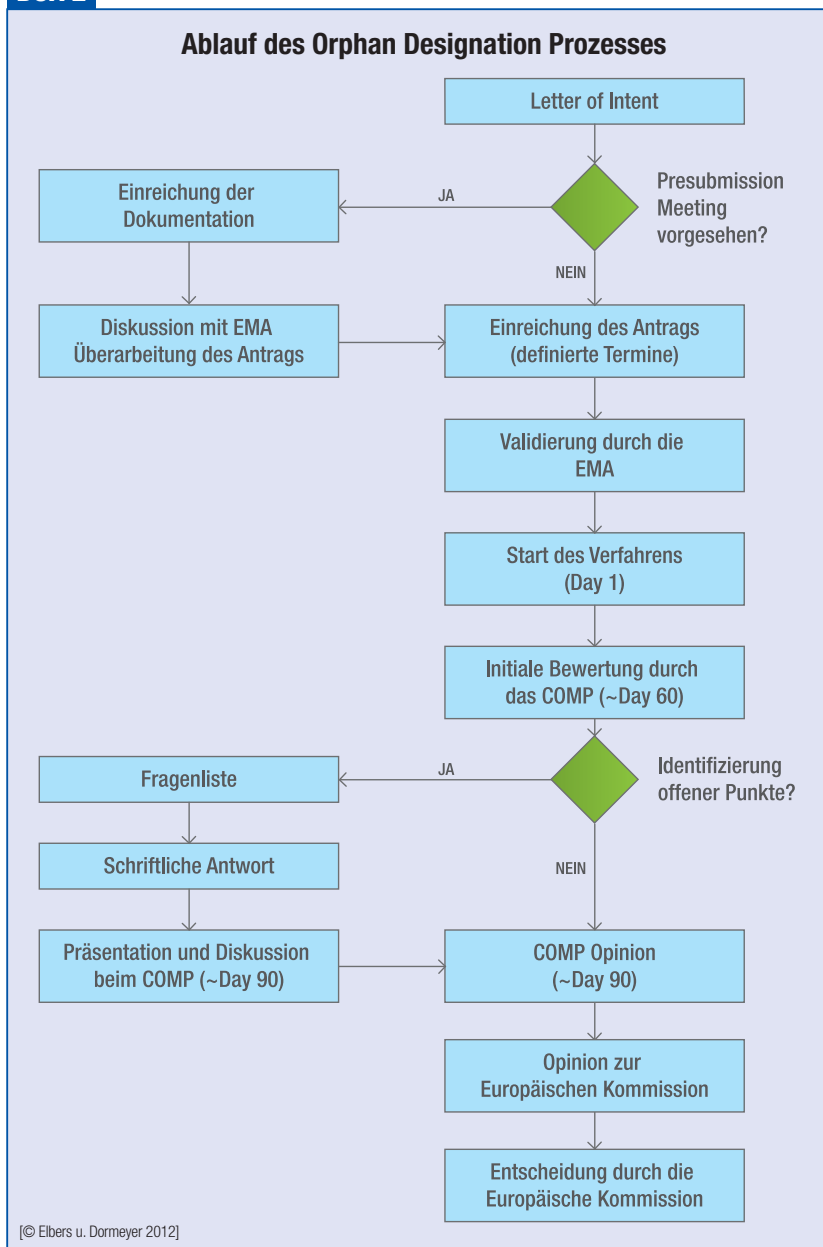 Ablauf des Orphan Designation Prozesses
Letter of Intent
Presubmission
Meeting
vorgesehen?
JA
Einreichung der
Dokumentation
NEIN
Diskussion mit EMA
Überarbeitung des Antrags
Einreichung des Antrags
(definierte Termine)
Validierung durch die
EMA
Start des Verfahrens
(Day 1)
Initiale Bewertung durch
das COMP (~Day 60)
Identifizierung
offener Punkte?
JA
Fragenliste
Schriftliche Antwort
NEIN
Präsentation und Diskussion
beim COMP (~Day 90)
COMP Opinion
(~Day 90)
Opinion zur
Europäischen Kommission
Entscheidung durch die
Europäische Kommission
[© Elbers u. Dormeyer 2012]